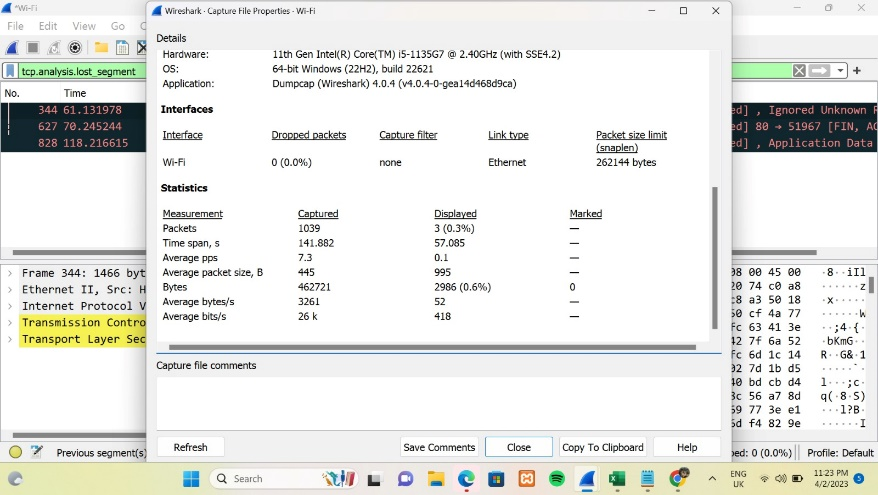 *Wi-Fi
Wireshark · Capture File Properties · Wi-Fi
File Edit View Go
Details
tcp.analysis.lost_segment
Hardware: 11th Gen Intel(R) Core(TM) i5-1135G7 @ 2.40GHz (with SSE4.2)
OS: 64-bit Windows (22H2), build 22621
Application: Dumpcap (Wireshark) 4.0.4 (v4.0.4-0-gea14d468d9ca)
No. Time
344 61.131978 ed] , Ignored Unknown R
627 70.245244 ed] 80 → 51967 [FIN, AC
828 118.216615 ed] , Application Data
Interfaces
Interface Dropped packets Capture filter Link type Packet size limit
(snaplen)
Wi-Fi 0 (0.0%) none Ethernet 262144 bytes
Statistics
Measurement Captured Displayed Marked
Packets 1039 3 (0.3%) —
Time span, s 141.882 57.085 —
Average pps 7.3 0.1 —
Average packet size, B 445 995 —
Bytes 462721 2986 (0.6%) 0
Average bytes/s 3261 52 —
Average bits/s 26 k 418 —
Frame 344: 1466 byt
Ethernet II, Src: H
Internet Protocol V
Transmission Contro
Transport Layer Sec
08 00 45 00 ·8··iIl
20 74 c0 a8 ······z
c8 a3 50 18 ·x·····
50 cf 4a 77 ······W
fc 63 41 3e ··;4·{·
42 7f 6a 52 ·bKmG··
fc 6d 1c 14 R··G&·1
02 7d 1b d5 ·····`·
40 bd cb d4 l···;c·
8c 56 a7 8d q(·8·S)
69 77 3e e1 ···l?B·
5d f4 82 9e ······I
Capture file comments
Refresh Save Comments Close Copy To Clipboard Help
Previous segment(s) ed: 0 (0.0%) Profile: Default
Search
ENG
UK
11:23 PM
4/2/2023
5